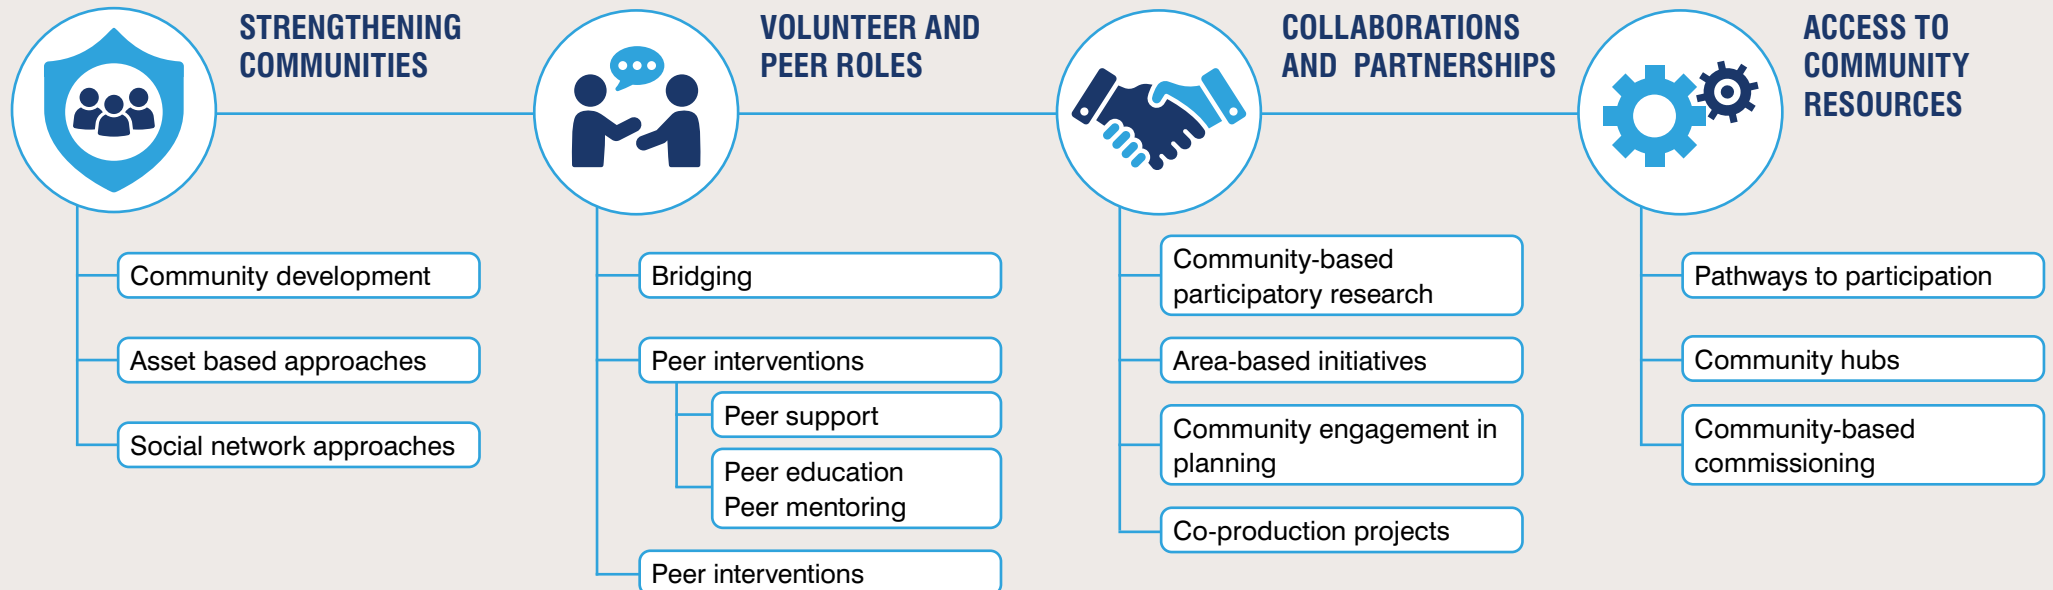 STRENGTHENING
COMMUNITIES
Community development
Asset based approaches
Social network approaches
VOLUNTEER AND
PEER ROLES
Bridging
Peer interventions
Peer support
Peer education
Peer mentoring
Peer interventions
COLLABORATIONS
AND PARTNERSHIPS
Community-based
participatory research
Area-based initiatives
Community engagement in
planning
Co-production projects
ACCESS TO
COMMUNITY
RESOURCES
Pathways to participation
Community hubs
Community-based
commissioning